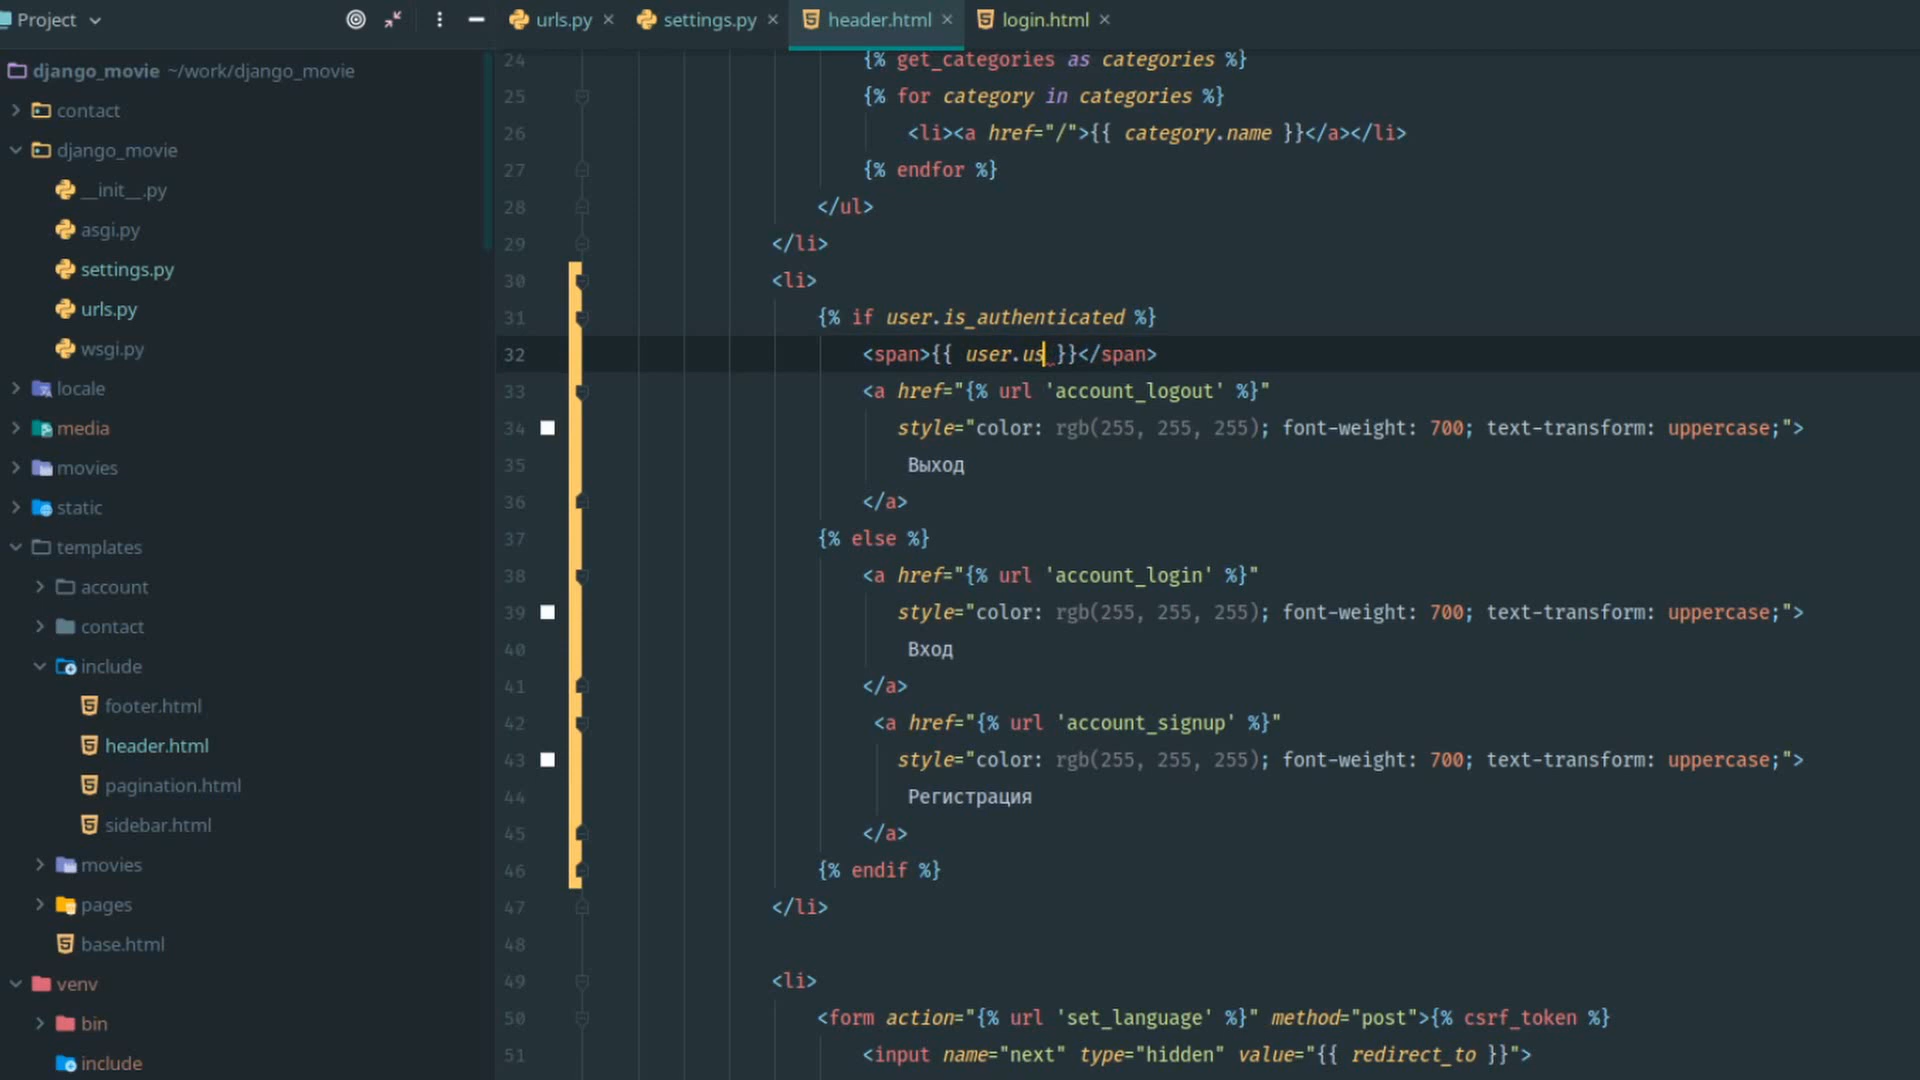 Project
urls.py
settings.py
header.html
login.html
django_movie ~/work/django_movie
contact
django_movie
__init__.py
asgi.py
settings.py
urls.py
wsgi.py
locale
media
movies
static
templates
account
contact
include
footer.html
header.html
pagination.html
sidebar.html
movies
pages
base.html
venv
bin
include
24 {% get_categories as categories %}
25 {% for category in categories %}
26 <li><a href="/">{{ category.name }}</a></li>
27 {% endfor %}
28 </ul>
29 </li>
30 <li>
31 {% if user.is_authenticated %}
32 <span>{{ user.us }}</span>
33 <a href="{% url 'account_logout' %}"
34 style="color: rgb(255, 255, 255); font-weight: 700; text-transform: uppercase;">
35 Выход
36 </a>
37 {% else %}
38 <a href="{% url 'account_login' %}"
39 style="color: rgb(255, 255, 255); font-weight: 700; text-transform: uppercase;">
40 Вход
41 </a>
42 <a href="{% url 'account_signup' %}"
43 style="color: rgb(255, 255, 255); font-weight: 700; text-transform: uppercase;">
44 Регистрация
45 </a>
46 {% endif %}
47 </li>
48
49 <li>
50 <form action="{% url 'set_language' %}" method="post">{% csrf_token %}
51 <input name="next" type="hidden" value="{{ redirect_to }}">